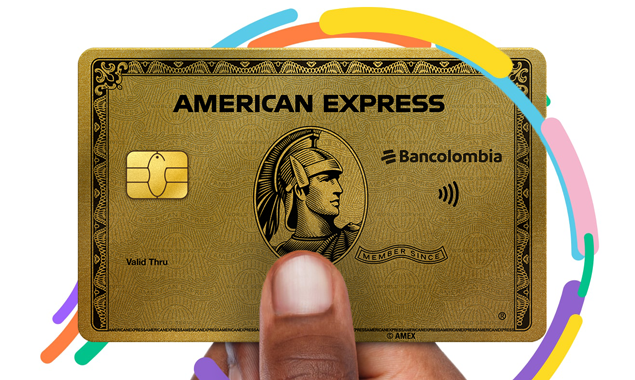 AMERICAN EXPRESS
Bancolombia
MEMBER SINCE
Valid Thru
®
© AMEX